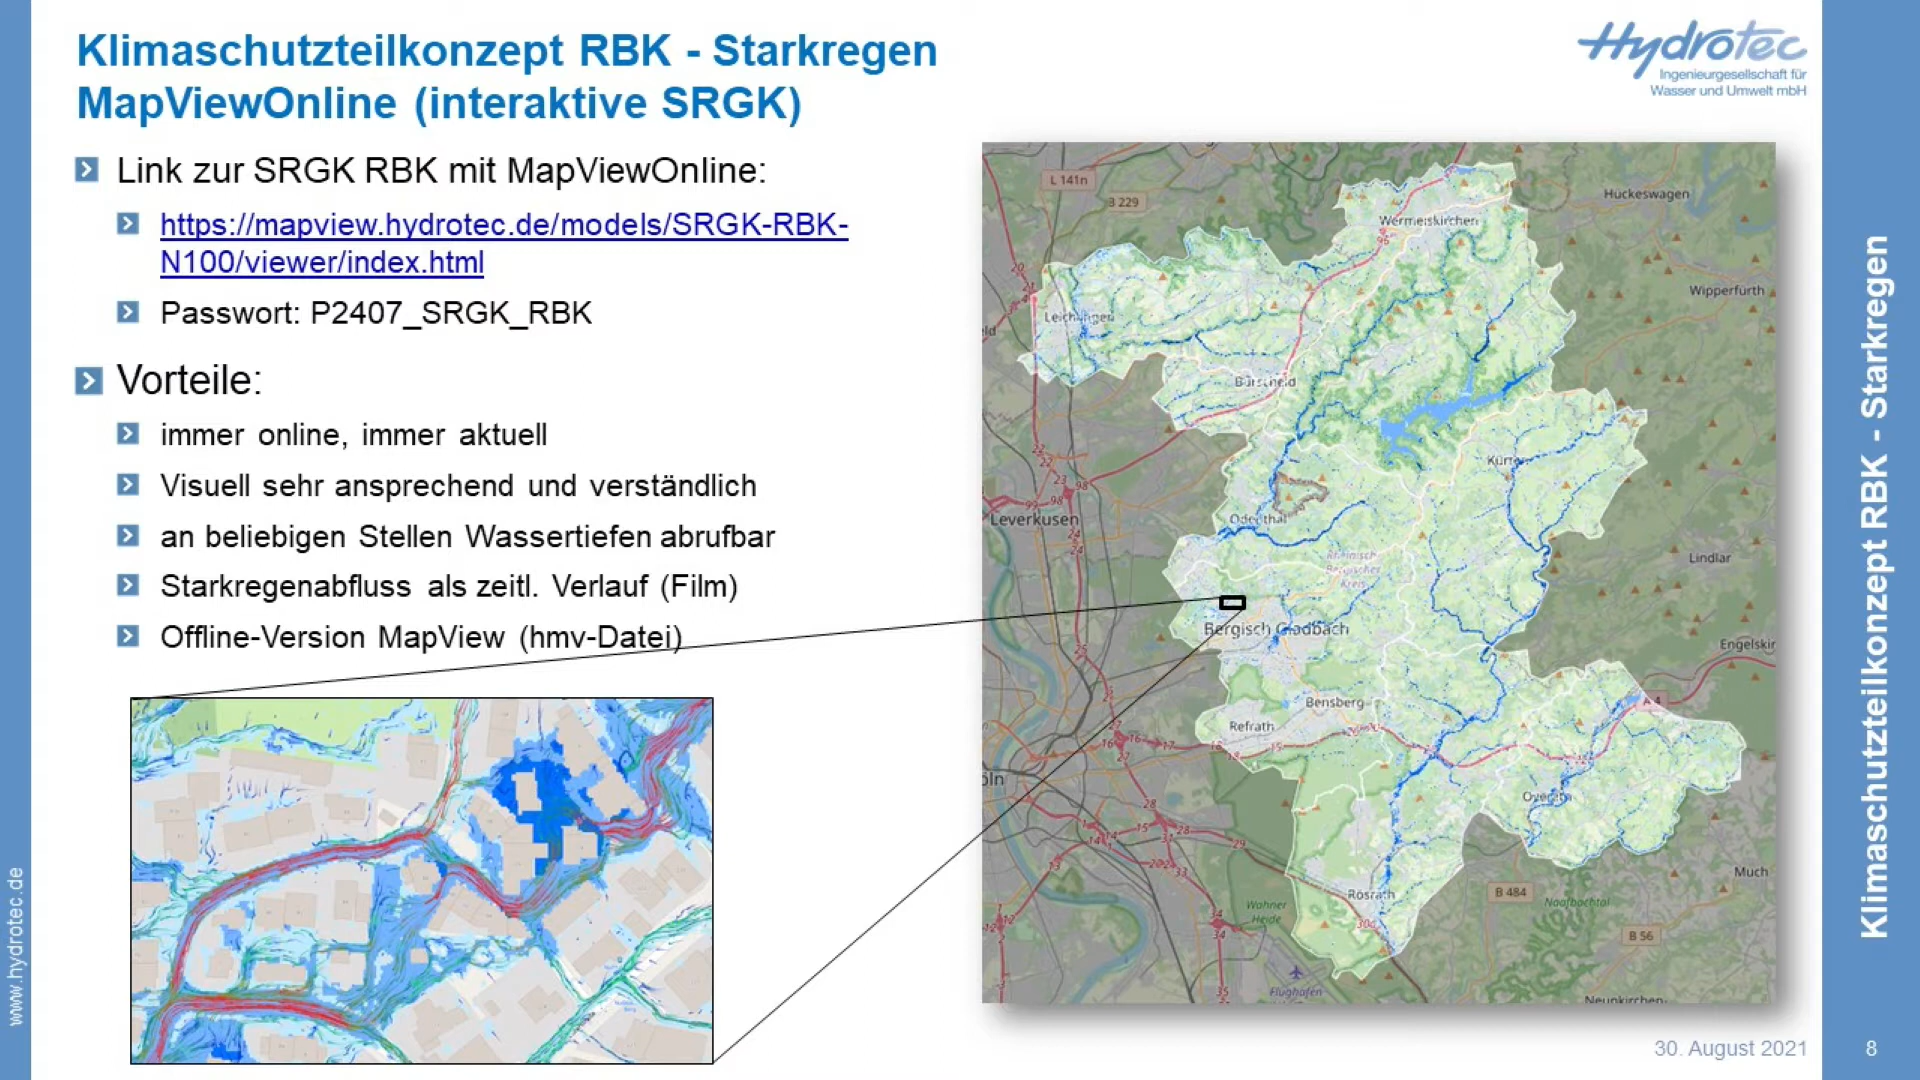 Klimaschutzteilkonzept RBK - Starkregen
MapViewOnline (interaktive SRGK)
Hydrotec
Ingenieurgesellschaft für
Wasser und Umwelt mbH
Link zur SRGK RBK mit MapViewOnline:
https://mapview.hydrotec.de/models/SRGK-RBK-
N100/viewer/index.html
Passwort: P2407_SRGK_RBK
Vorteile:
immer online, immer aktuell
Visuell sehr ansprechend und verständlich
an beliebigen Stellen Wassertiefen abrufbar
Starkregenabfluss als zeitl. Verlauf (Film)
Offline-Version MapView (hmv-Datei)
L 141n
B 229
Hückeswagen
Wermelskirchen
Wipperfürth
Leichlingen
Burscheid
Kürten
Leverkusen
Odenthal
Lindlar
Rheinisch
Bergischer
Kreis
Bergisch Gladbach
Engelskir
Bensberg
A 4
Refrath
öln
Overath
Much
Rösrath
B 484
Naafbachtal
Wahner
Heide
B 56
Flughafen
Neunkirchen-
Klimaschutzteilkonzept RBK - Starkregen
www.hydrotec.de
30. August 2021
8